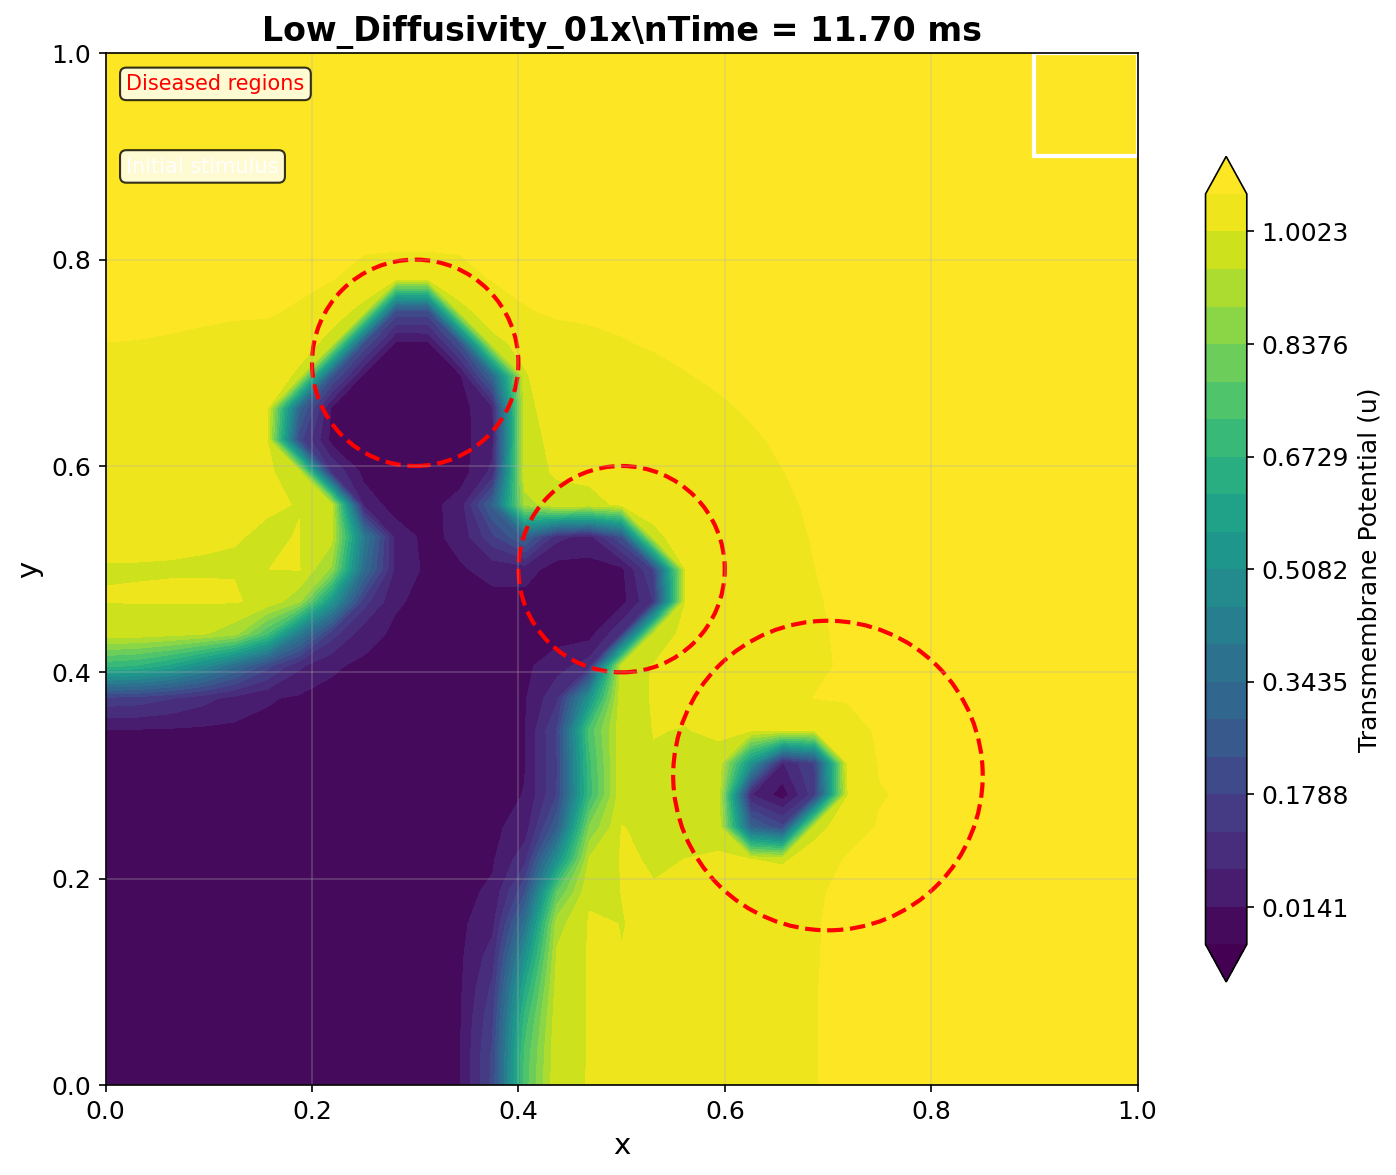 Low_Diffusivity_01x\nTime = 11.70 ms
Diseased regions
Initial stimulus
1.0
0.8
0.6
0.4
0.2
0.0
y
0.0 0.2 0.4 0.6 0.8 1.0
x
1.0023
0.8376
0.6729
0.5082
0.3435
0.1788
0.0141
Transmembrane Potential (u)